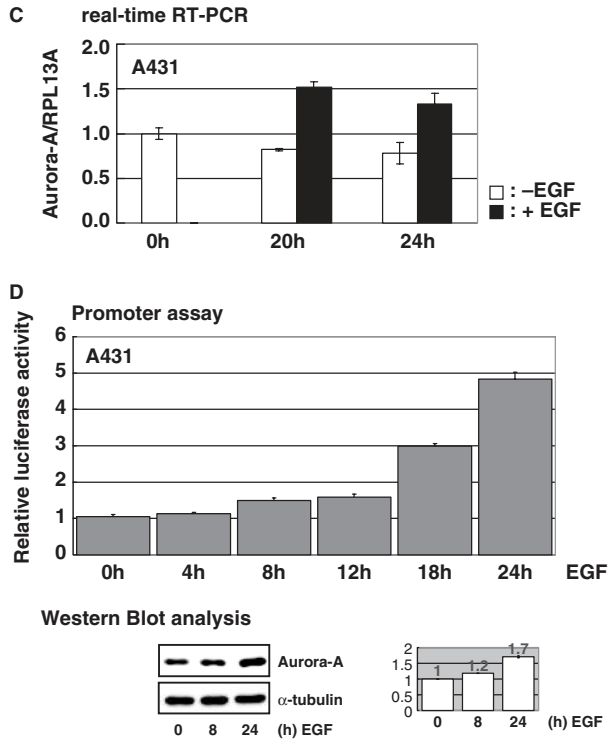 C real-time RT-PCR
A431
Aurora-A/RPL13A
2.0
1.5
1.0
0.5
0.0
0h 20h 24h
: –EGF
: + EGF
D
Promoter assay
A431
Relative luciferase activity
6
5
4
3
2
1
0
0h 4h 8h 12h 18h 24h EGF
Western Blot analysis
Aurora-A
α-tubulin
0 8 24 (h) EGF
2
1.5
1
0.5
0
1 1.2 1.7
0 8 24 (h) EGF